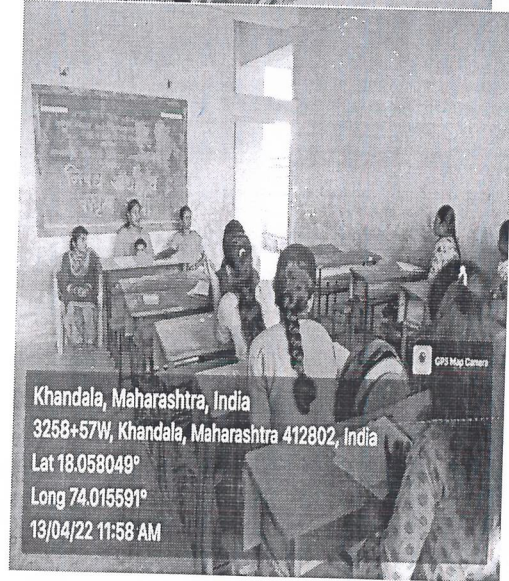 GPS Map Camera
Khandala, Maharashtra, India
3258+57W, Khandala, Maharashtra 412802, India
Lat 18.058049°
Long 74.015591°
13/04/22 11:58 AM